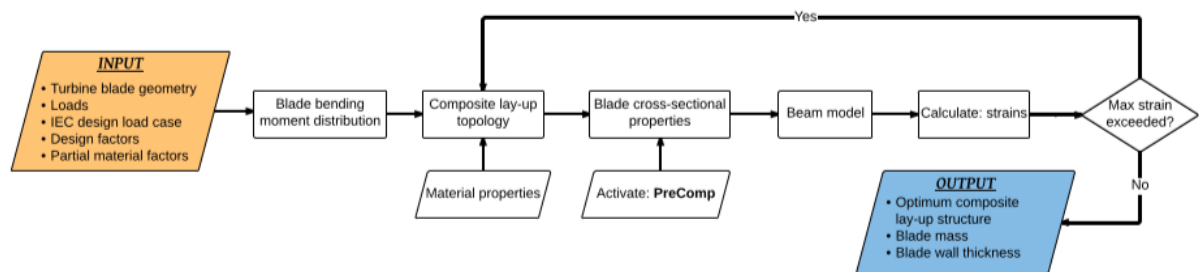 Yes
INPUT
• Turbine blade geometry
• Loads
• IEC design load case
• Design factors
• Partial material factors
Blade bending
moment distribution
Composite lay-up
topology
Blade cross-sectional
properties
Beam model
Calculate: strains
Max strain
exceeded?
Material properties
Activate: PreComp
No
OUTPUT
• Optimum composite
lay-up structure
• Blade mass
• Blade wall thickness